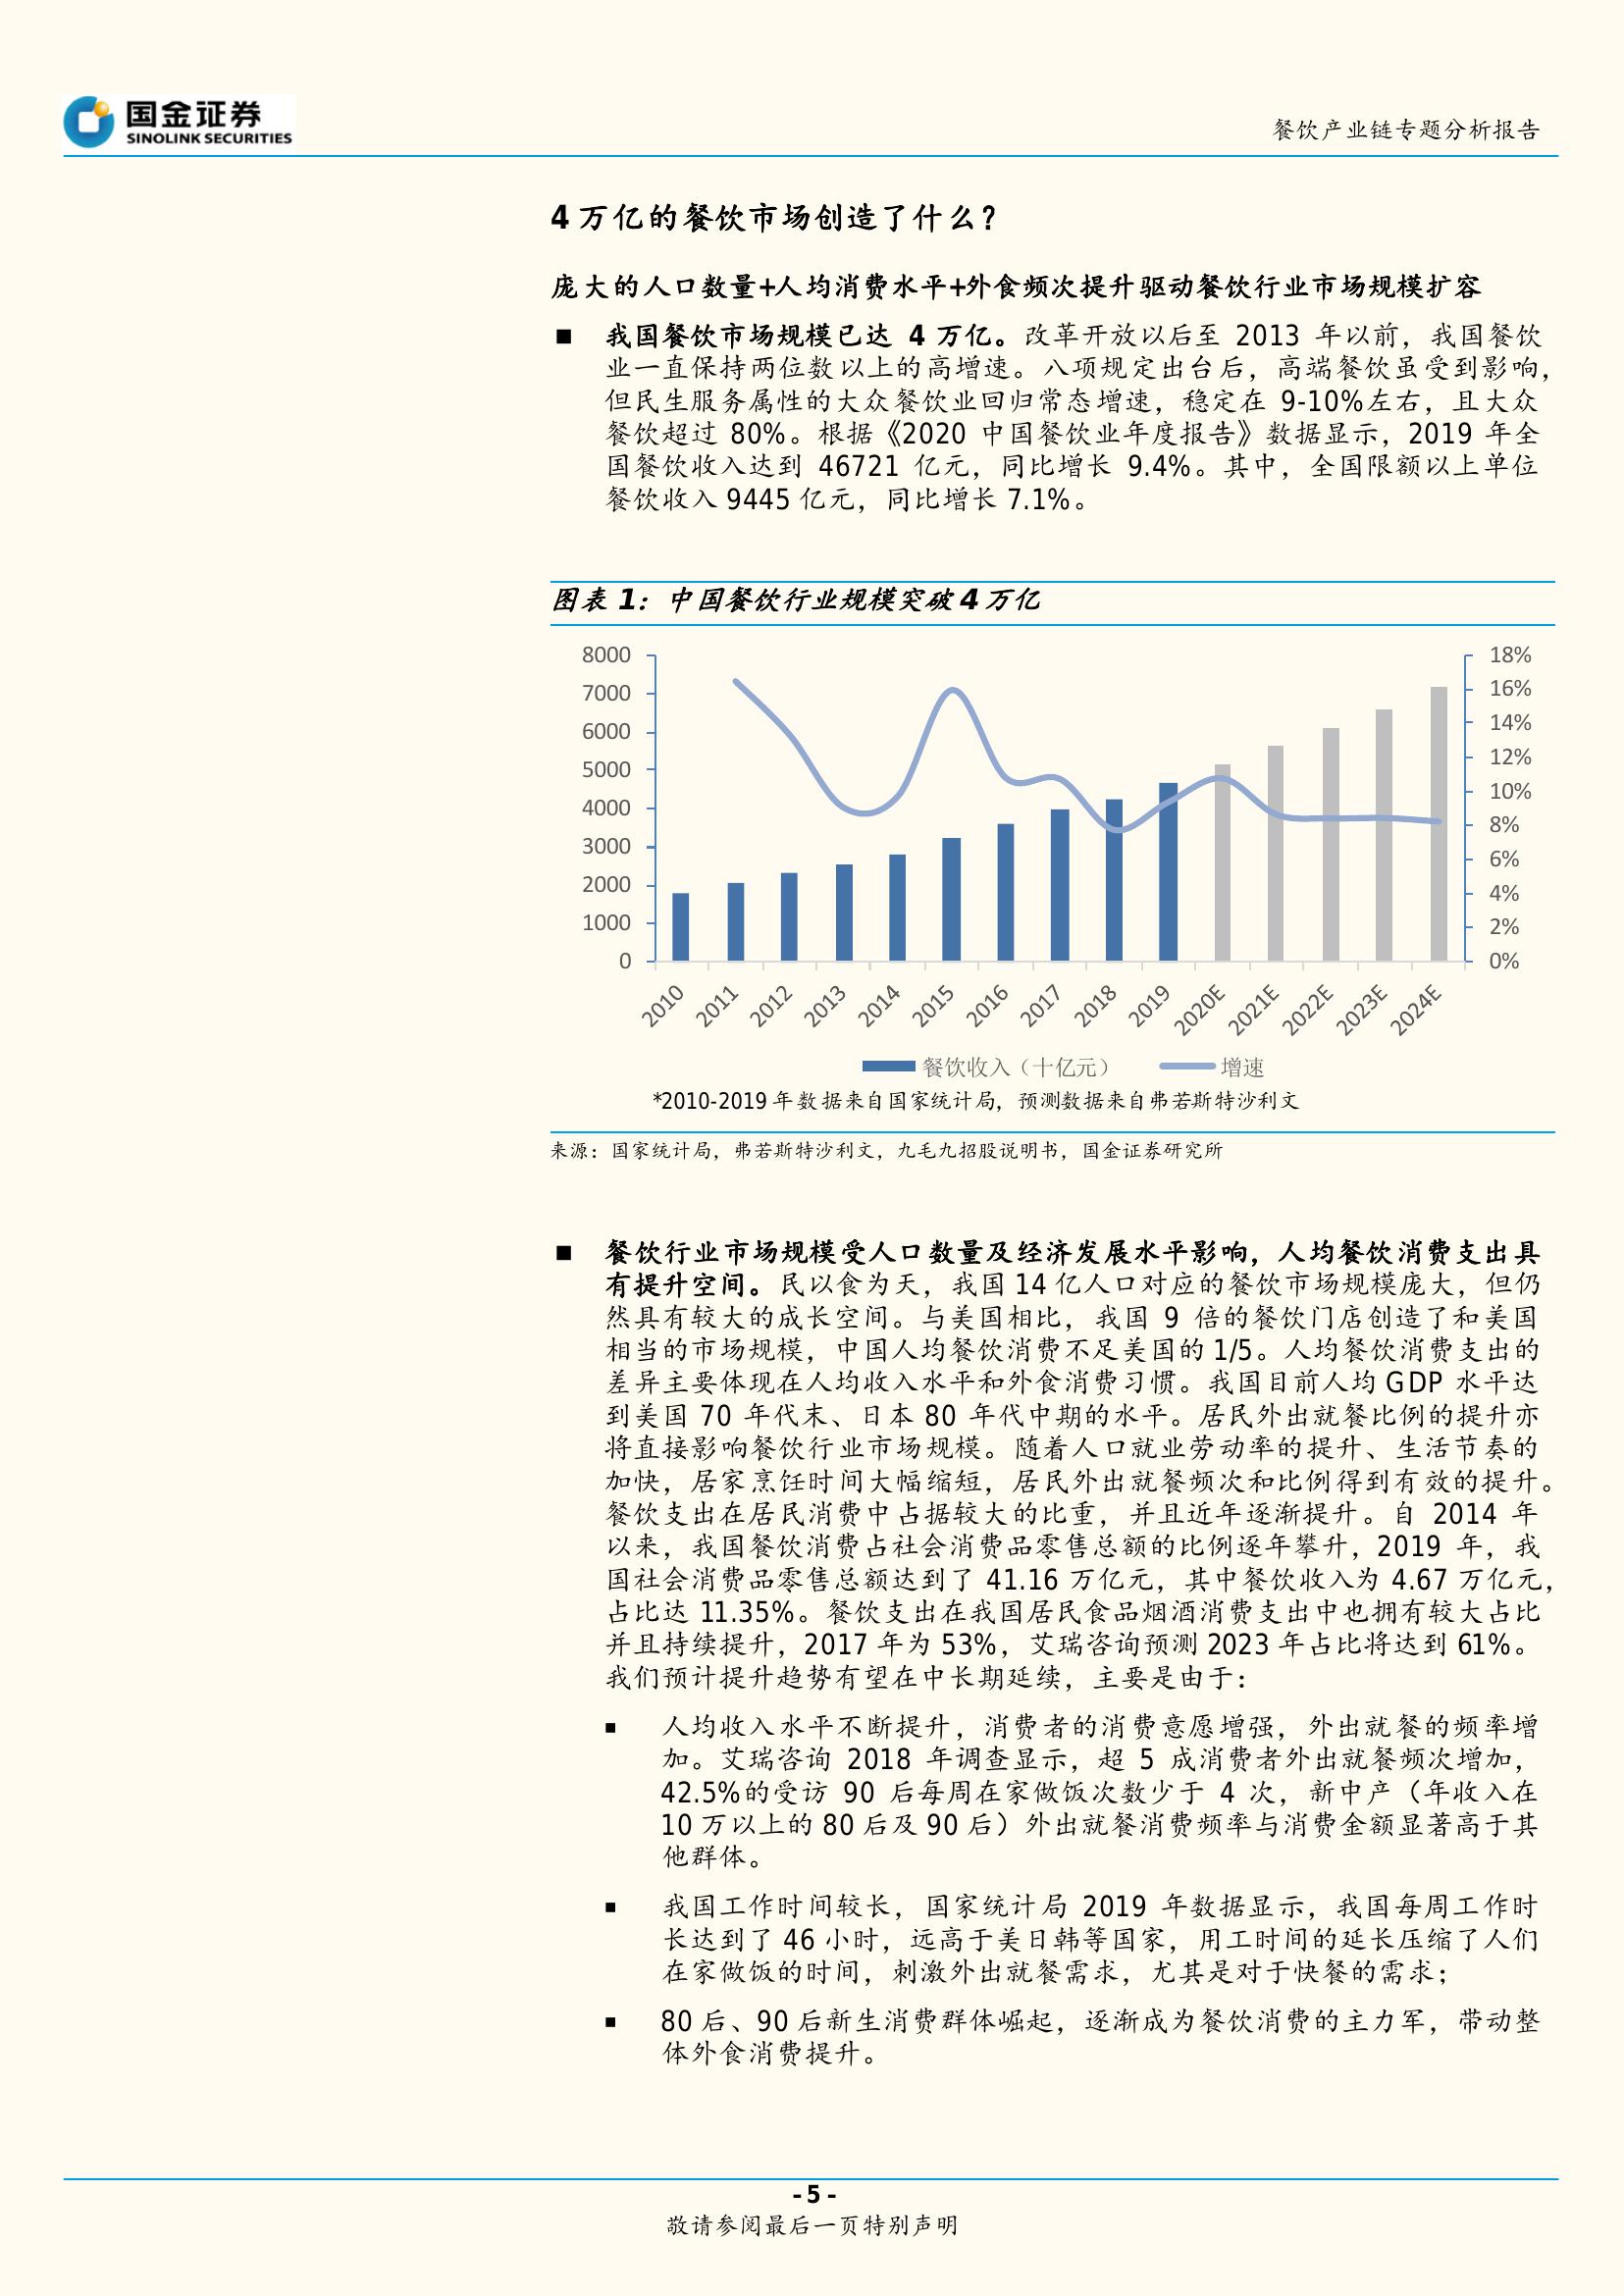 国金证券
SINOLINK SECURITIES
餐饮产业链专题分析报告
4 万亿的餐饮市场创造了什么？
庞大的人口数量+人均消费水平+外食频次提升驱动餐饮行业市场规模扩容
■ 我国餐饮市场规模已达 4 万亿。改革开放以后至 2013 年以前，我国餐饮
业一直保持两位数以上的高增速。八项规定出台后，高端餐饮虽受到影响，
但民生服务属性的大众餐饮业回归常态增速，稳定在 9-10%左右，且大众
餐饮超过 80%。根据《2020 中国餐饮业年度报告》数据显示，2019 年全
国餐饮收入达到 46721 亿元，同比增长 9.4%。其中，全国限额以上单位
餐饮收入 9445 亿元，同比增长 7.1%。
图表 1：中国餐饮行业规模突破 4 万亿
8000
7000
6000
5000
4000
3000
2000
1000
0
18%
16%
14%
12%
10%
8%
6%
4%
2%
0%
2010 2011 2012 2013 2014 2015 2016 2017 2018 2019 2020E 2021E 2022E 2023E 2024E
餐饮收入（十亿元） 增速
*2010-2019 年数据来自国家统计局，预测数据来自弗若斯特沙利文
来源：国家统计局，弗若斯特沙利文，九毛九招股说明书，国金证券研究所
■ 餐饮行业市场规模受人口数量及经济发展水平影响，人均餐饮消费支出具
有提升空间。民以食为天，我国 14 亿人口对应的餐饮市场规模庞大，但仍
然具有较大的成长空间。与美国相比，我国 9 倍的餐饮门店创造了和美国
相当的市场规模，中国人均餐饮消费不足美国的 1/5。人均餐饮消费支出的
差异主要体现在人均收入水平和外食消费习惯。我国目前人均 GDP 水平达
到美国 70 年代末、日本 80 年代中期的水平。居民外出就餐比例的提升亦
将直接影响餐饮行业市场规模。随着人口就业劳动率的提升、生活节奏的
加快，居家烹饪时间大幅缩短，居民外出就餐频次和比例得到有效的提升。
餐饮支出在居民消费中占据较大的比重，并且近年逐渐提升。自 2014 年
以来，我国餐饮消费占社会消费品零售总额的比例逐年攀升，2019 年，我
国社会消费品零售总额达到了 41.16 万亿元，其中餐饮收入为 4.67 万亿元，
占比达 11.35%。餐饮支出在我国居民食品烟酒消费支出中也拥有较大占比
并且持续提升，2017 年为 53%，艾瑞咨询预测 2023 年占比将达到 61%。
我们预计提升趋势有望在中长期延续，主要是由于：
■ 人均收入水平不断提升，消费者的消费意愿增强，外出就餐的频率增
加。艾瑞咨询 2018 年调查显示，超 5 成消费者外出就餐频次增加，
42.5%的受访 90 后每周在家做饭次数少于 4 次，新中产（年收入在
10 万以上的 80 后及 90 后）外出就餐消费频率与消费金额显著高于其
他群体。
■ 我国工作时间较长，国家统计局 2019 年数据显示，我国每周工作时
长达到了 46 小时，远高于美日韩等国家，用工时间的延长压缩了人们
在家做饭的时间，刺激外出就餐需求，尤其是对于快餐的需求；
■ 80 后、90 后新生消费群体崛起，逐渐成为餐饮消费的主力军，带动整
体外食消费提升。
- 5 -
敬请参阅最后一页特别声明